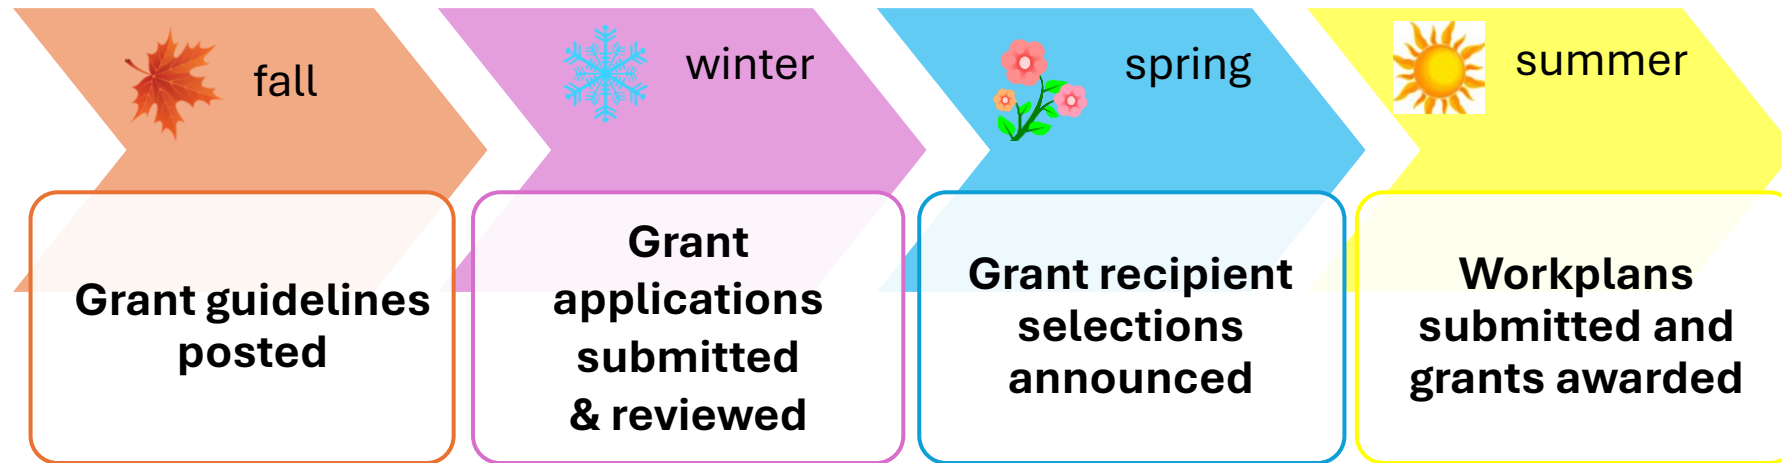 fall
Grant guidelines
posted
winter
Grant
applications
submitted
& reviewed
spring
Grant recipient
selections
announced
summer
Workplans
submitted and
grants awarded